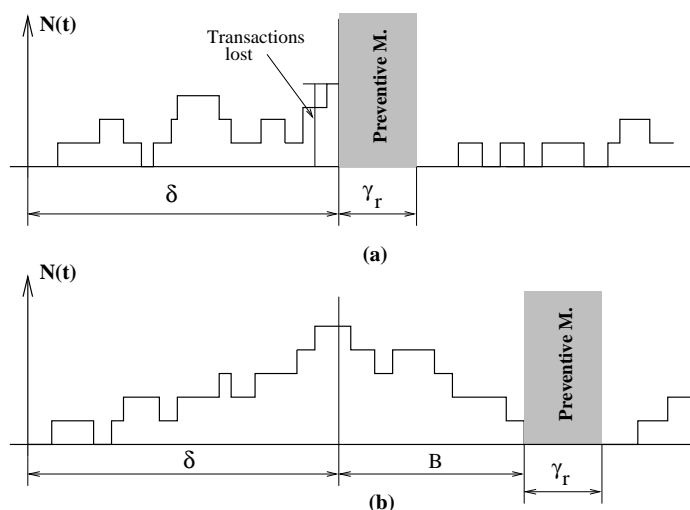 N(t)
Transactions
lost
Preventive M.
δ
γr
(a)
N(t)
Preventive M.
δ
B
γr
(b)